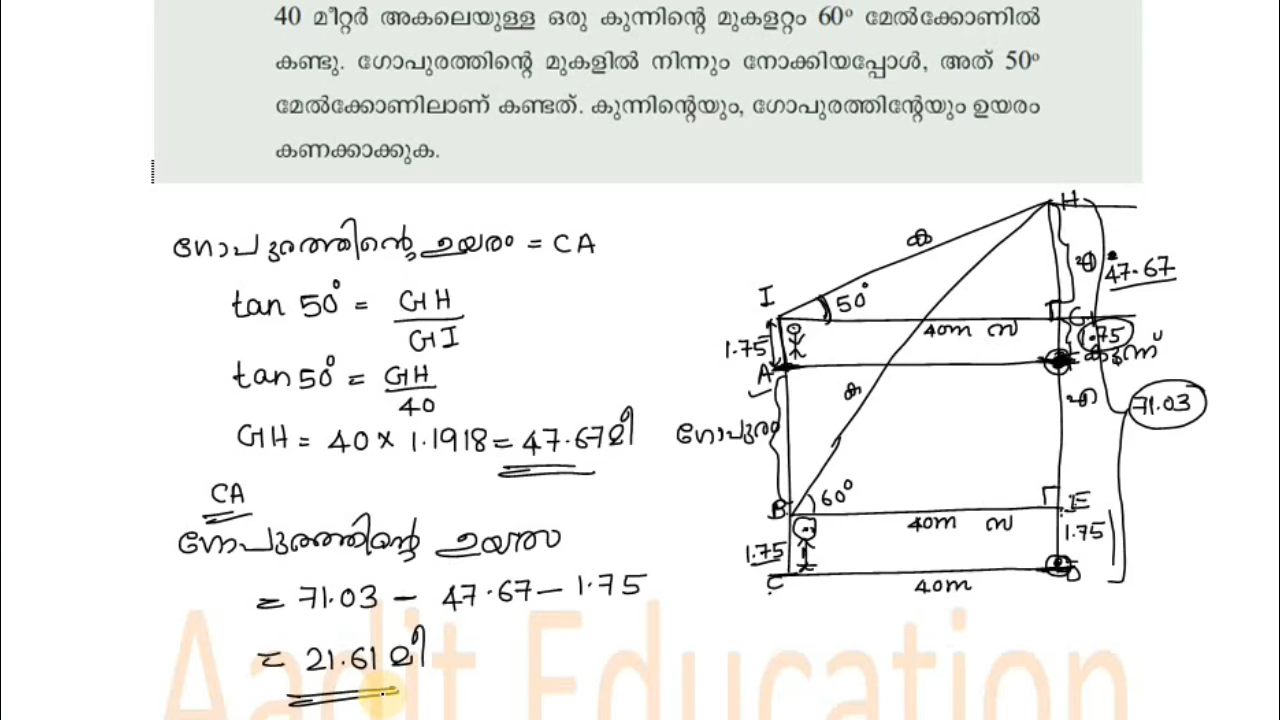 40 മീറ്റർ അകലെയുള്ള ഒരു കുന്നിന്റെ മുകളറ്റം 60° മേൽക്കോണിൽ
കണ്ടു. ഗോപുരത്തിന്റെ മുകളിൽ നിന്നും നോക്കിയപ്പോൾ, അത് 50°
മേൽക്കോണിലാണ് കണ്ടത്. കുന്നിന്റെയും, ഗോപുരത്തിന്റേയും ഉയരം
കണക്കാക്കുക.
ഗോപുരത്തിന്റെ ഉയരം = CA
tan 50° = GH
GI
tan 50° = GH
40
GH = 40 × 1.1918 = 47.67 മീ
CA
ഗോപുരത്തിന്റെ ഉയരം
= 71.03 – 47.67 – 1.75
= 21.61 മീ
H
ക
എ
47.67
I
50°
40m സ
G
1.75
1.75
കുന്ന്
A
ക
എ
71.03
ഗോപുരം
B
60°
40m സ
E
1.75
1.75
C
40m
D
Aadit Education